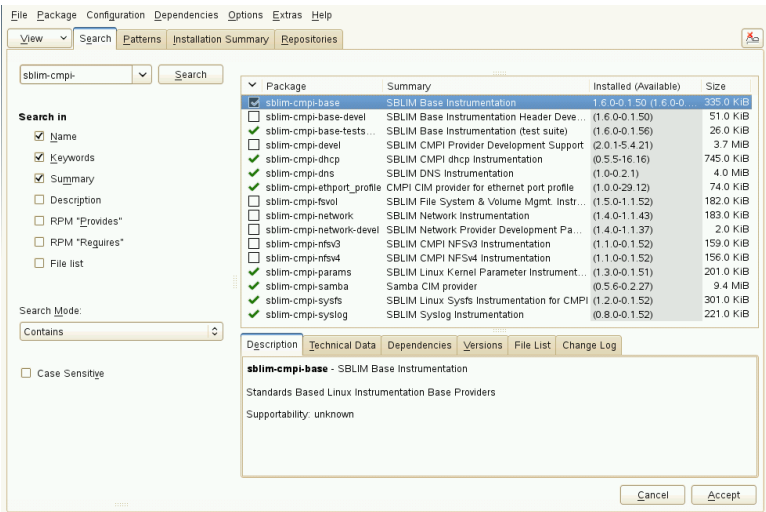 File Package Configuration Dependencies Options Extras Help
View Search Patterns Installation Summary Repositories
sblim-cmpi- Search
Search in
Name
Keywords
Summary
Description
RPM "Provides"
RPM "Requires"
File list
Search Mode:
Contains
Case Sensitive
Package Summary Installed (Available) Size
sblim-cmpi-base SBLIM Base Instrumentation 1.6.0-0.1.50 (1.6.0-0... 335.0 KiB
sblim-cmpi-base-devel SBLIM Base Instrumentation Header Deve... (1.6.0-0.1.50) 51.0 KiB
sblim-cmpi-base-tests... SBLIM Base Instrumentation (test suite) (1.6.0-0.1.56) 26.0 KiB
sblim-cmpi-devel SBLIM CMPI Provider Development Support (2.0.1-5.4.21) 3.7 MiB
sblim-cmpi-dhcp SBLIM CMPI dhcp Instrumentation (0.5.5-16.16) 745.0 KiB
sblim-cmpi-dns SBLIM DNS Instrumentation (1.0-0.2.1) 4.0 MiB
sblim-cmpi-ethport_profile CMPI CIM provider for ethernet port profile (1.0.0-29.12) 74.0 KiB
sblim-cmpi-fsvol SBLIM File System & Volume Mgmt. Instr... (1.5.0-1.1.52) 182.0 KiB
sblim-cmpi-network SBLIM Network Instrumentation (1.4.0-1.1.43) 183.0 KiB
sblim-cmpi-network-devel SBLIM Network Provider Development Pa... (1.4.0-1.1.37) 2.0 KiB
sblim-cmpi-nfsv3 SBLIM CMPI NFSv3 Instrumentation (1.1.0-0.1.52) 159.0 KiB
sblim-cmpi-nfsv4 SBLIM CMPI NFSv4 Instrumentation (1.1.0-0.1.52) 156.0 KiB
sblim-cmpi-params SBLIM Linux Kernel Parameter Instrument... (1.3.0-0.1.51) 201.0 KiB
sblim-cmpi-samba Samba CIM provider (0.5.6-0.2.27) 9.4 MiB
sblim-cmpi-sysfs SBLIM Linux Sysfs Instrumentation for CMPI (1.2.0-0.1.52) 301.0 KiB
sblim-cmpi-syslog SBLIM Syslog Instrumentation (0.8.0-0.1.52) 221.0 KiB
Description Technical Data Dependencies Versions File List Change Log
sblim-cmpi-base - SBLIM Base Instrumentation
Standards Based Linux Instrumentation Base Providers
Supportability: unknown
Cancel Accept